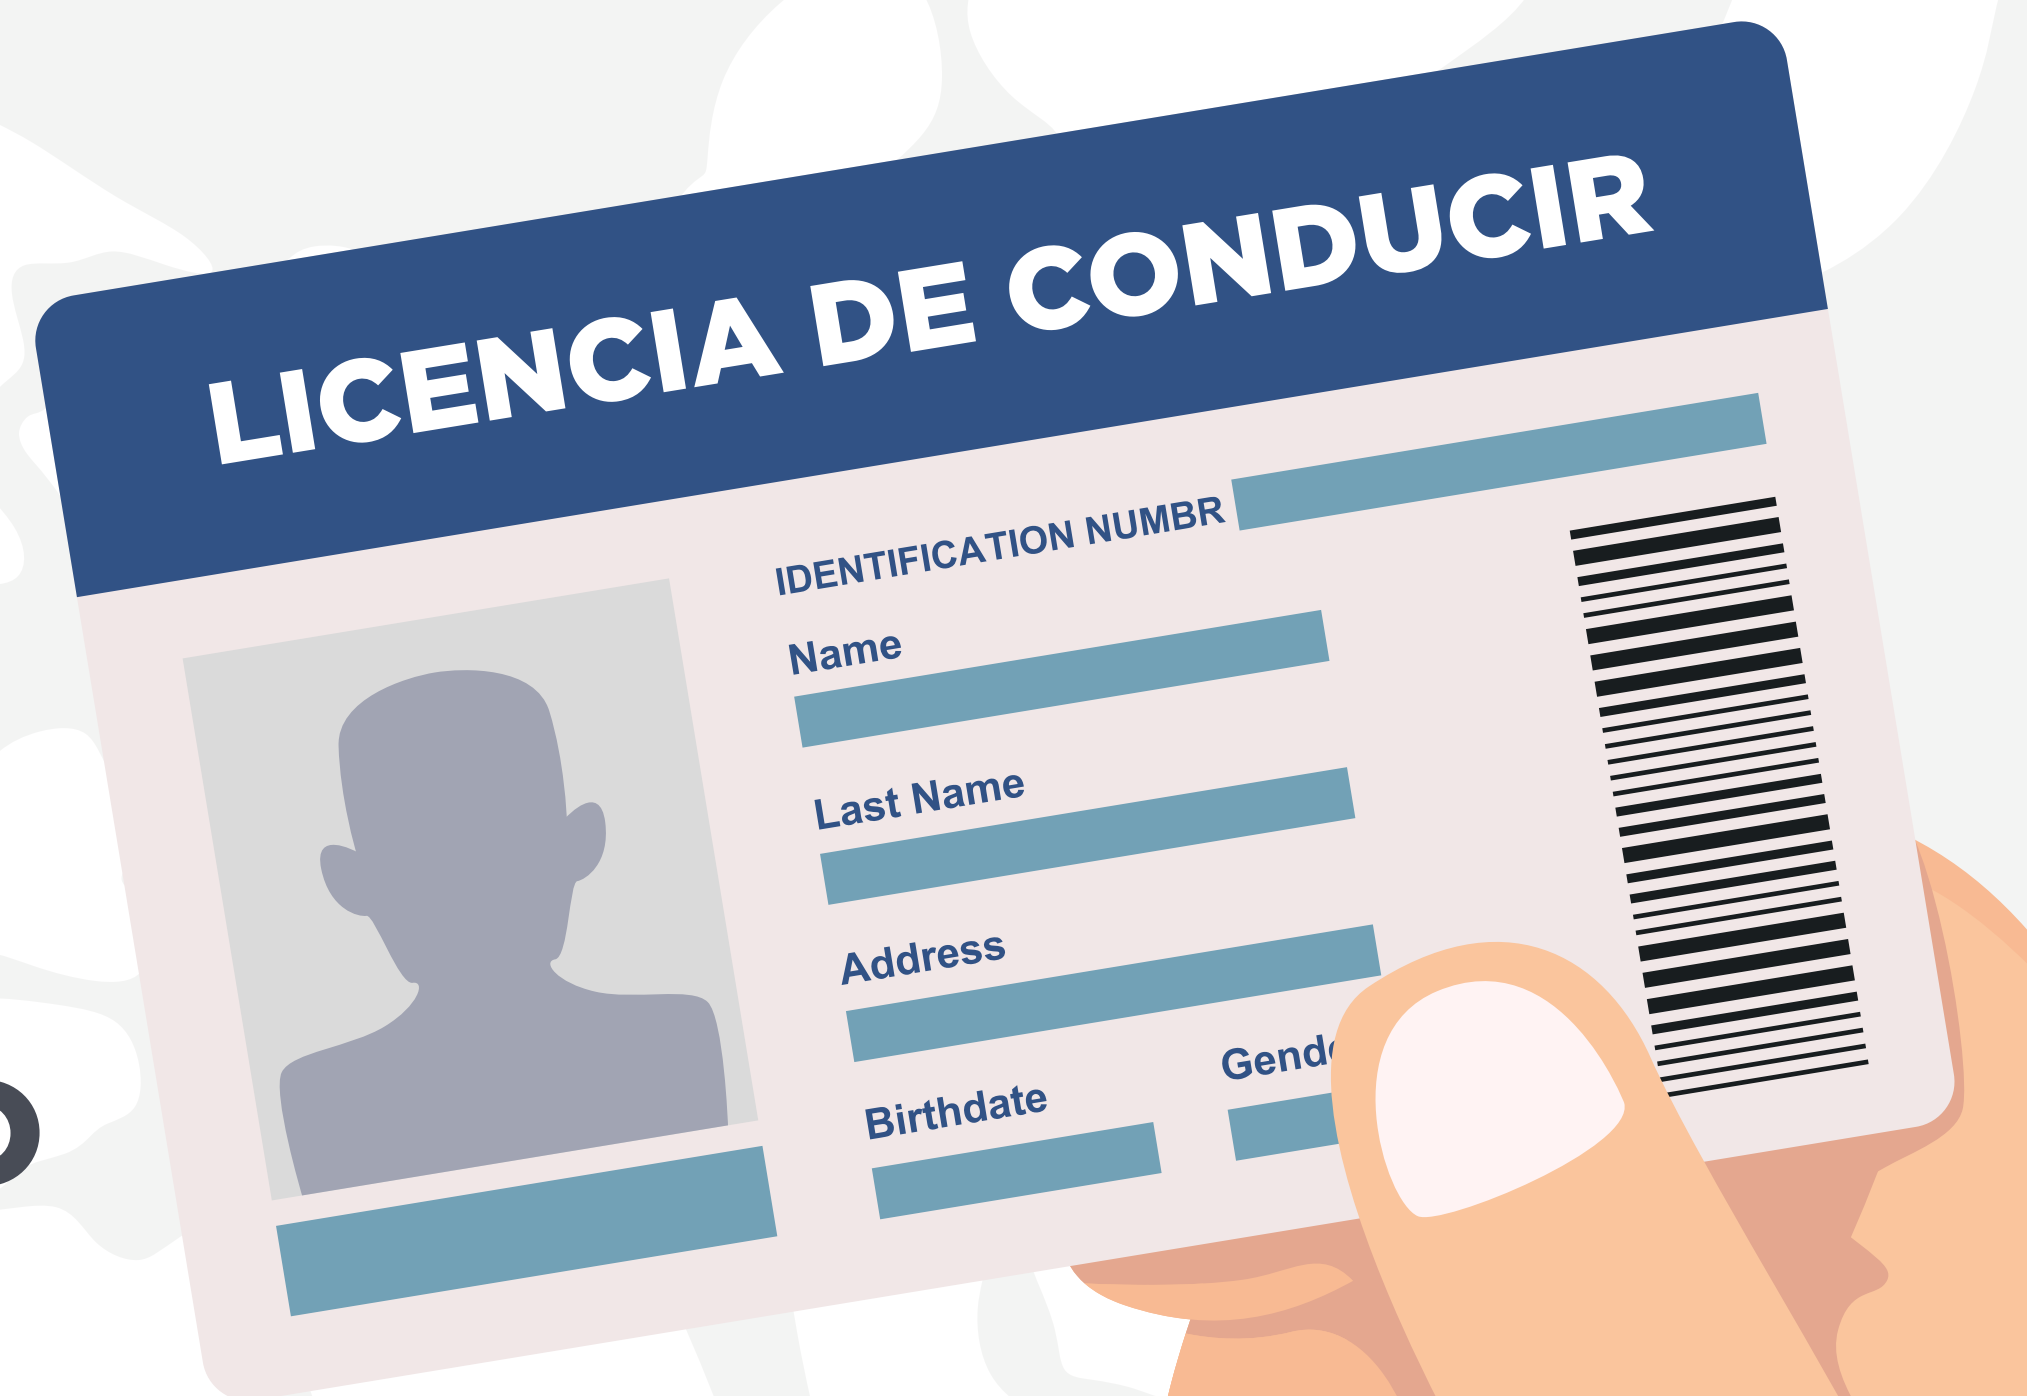 LICENCIA DE CONDUCIR
IDENTIFICATION NUMBR
Name
Last Name
Address
Birthdate